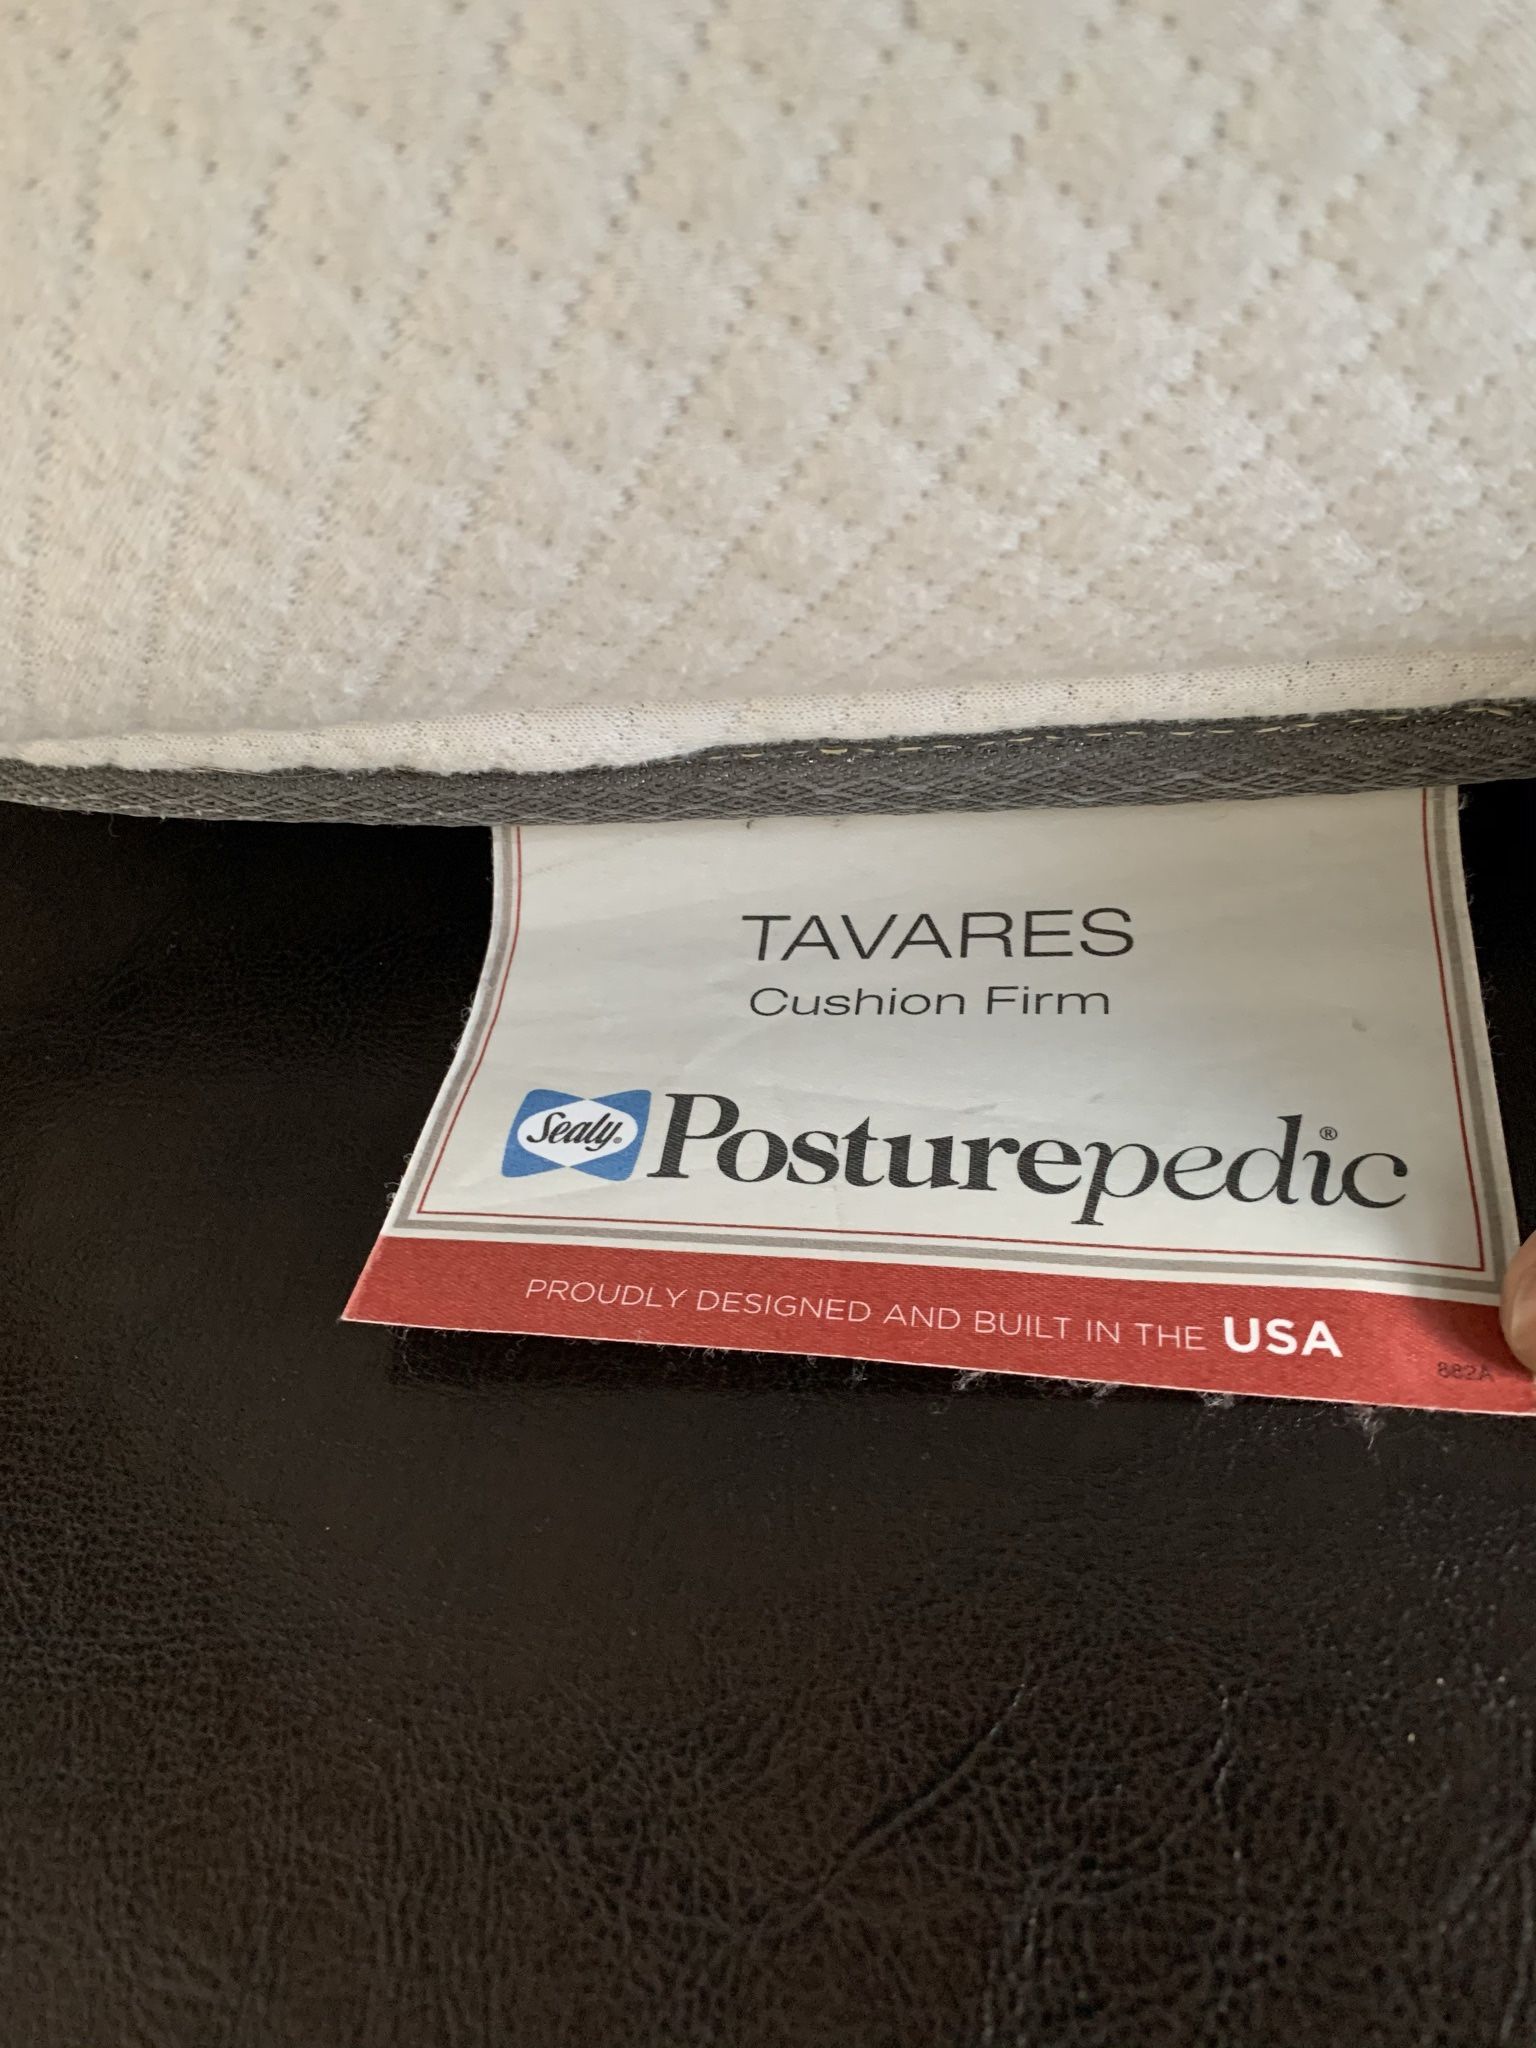 TAVARES
Cushion Firm
Sealy® Posturepedic®
PROUDLY DESIGNED AND BUILT IN THE USA
882A